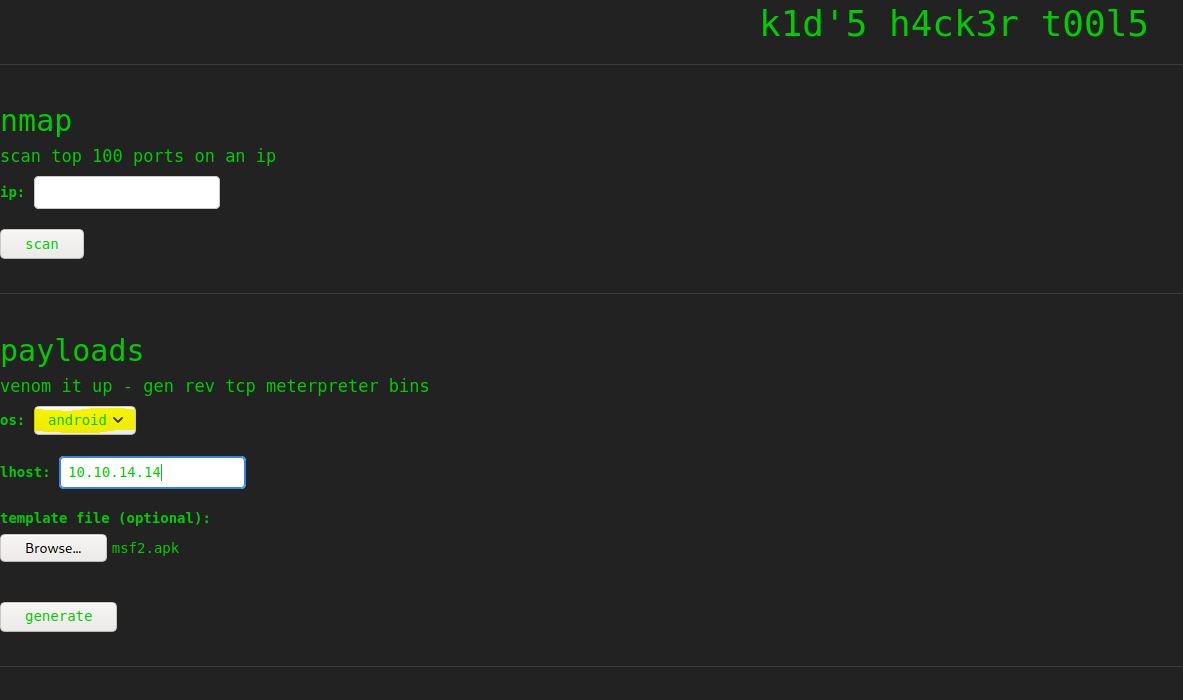 k1d'5 h4ck3r t00l5
nmap
scan top 100 ports on an ip
ip:
scan
payloads
venom it up - gen rev tcp meterpreter bins
os: android
lhost: 10.10.14.14
template file (optional):
Browse... msf2.apk
generate